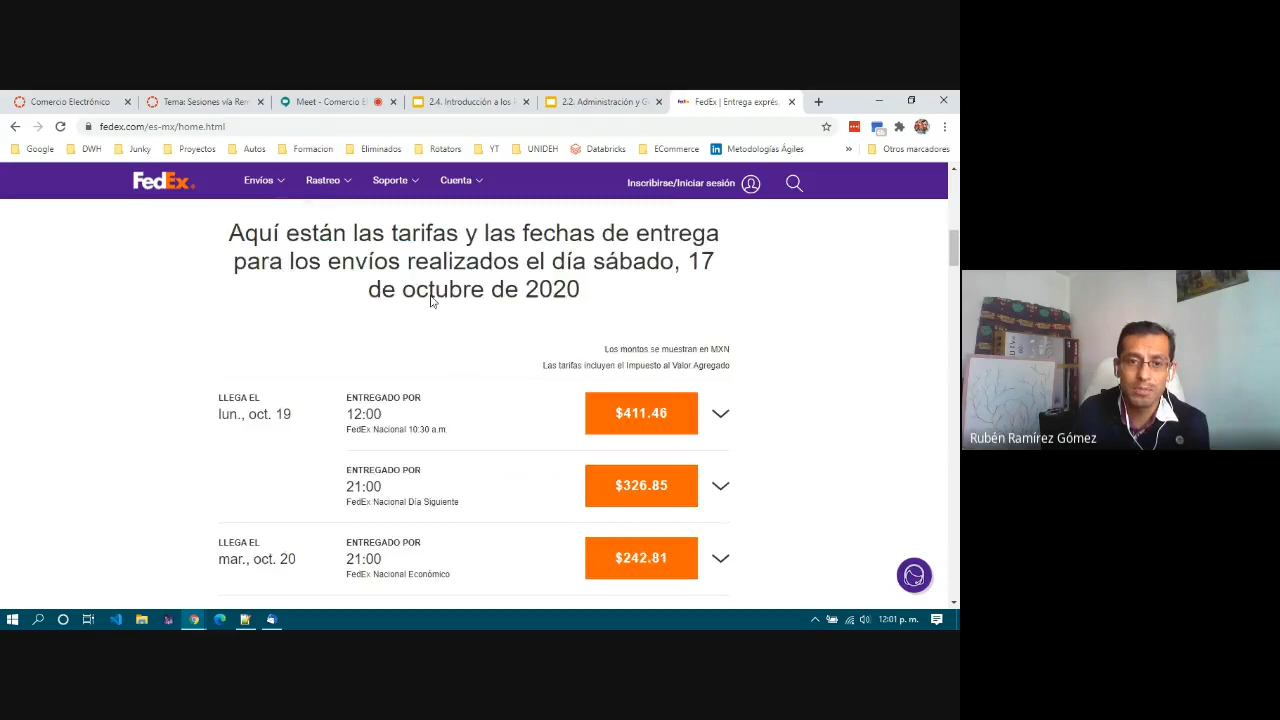 Comercio Electrónico
Tema: Sesiones vía Rem
Meet - Comercio E
2.4. Introducción a los
2.2. Administración y G
FedEx | Entrega exprés,
fedex.com/es-mx/home.html
Google
DWH
Junky
Proyectos
Autos
Formacion
Eliminados
Rotators
YT
UNIDEH
Databricks
ECommerce
Metodologías Ágiles
»
Otros marcadores
FedEx.
Envíos
Rastreo
Soporte
Cuenta
Inscribirse/Iniciar sesión
Aquí están las tarifas y las fechas de entrega
para los envíos realizados el día sábado, 17
de octubre de 2020
Los montos se muestran en MXN
Las tarifas incluyen el Impuesto al Valor Agregado
LLEGA EL
lun., oct. 19
ENTREGADO POR
12:00
FedEx Nacional 10:30 a.m.
$411.46
ENTREGADO POR
21:00
FedEx Nacional Día Siguiente
$326.85
LLEGA EL
mar., oct. 20
ENTREGADO POR
21:00
FedEx Nacional Económico
$242.81
12:01 p. m.
Rubén Ramírez Gómez